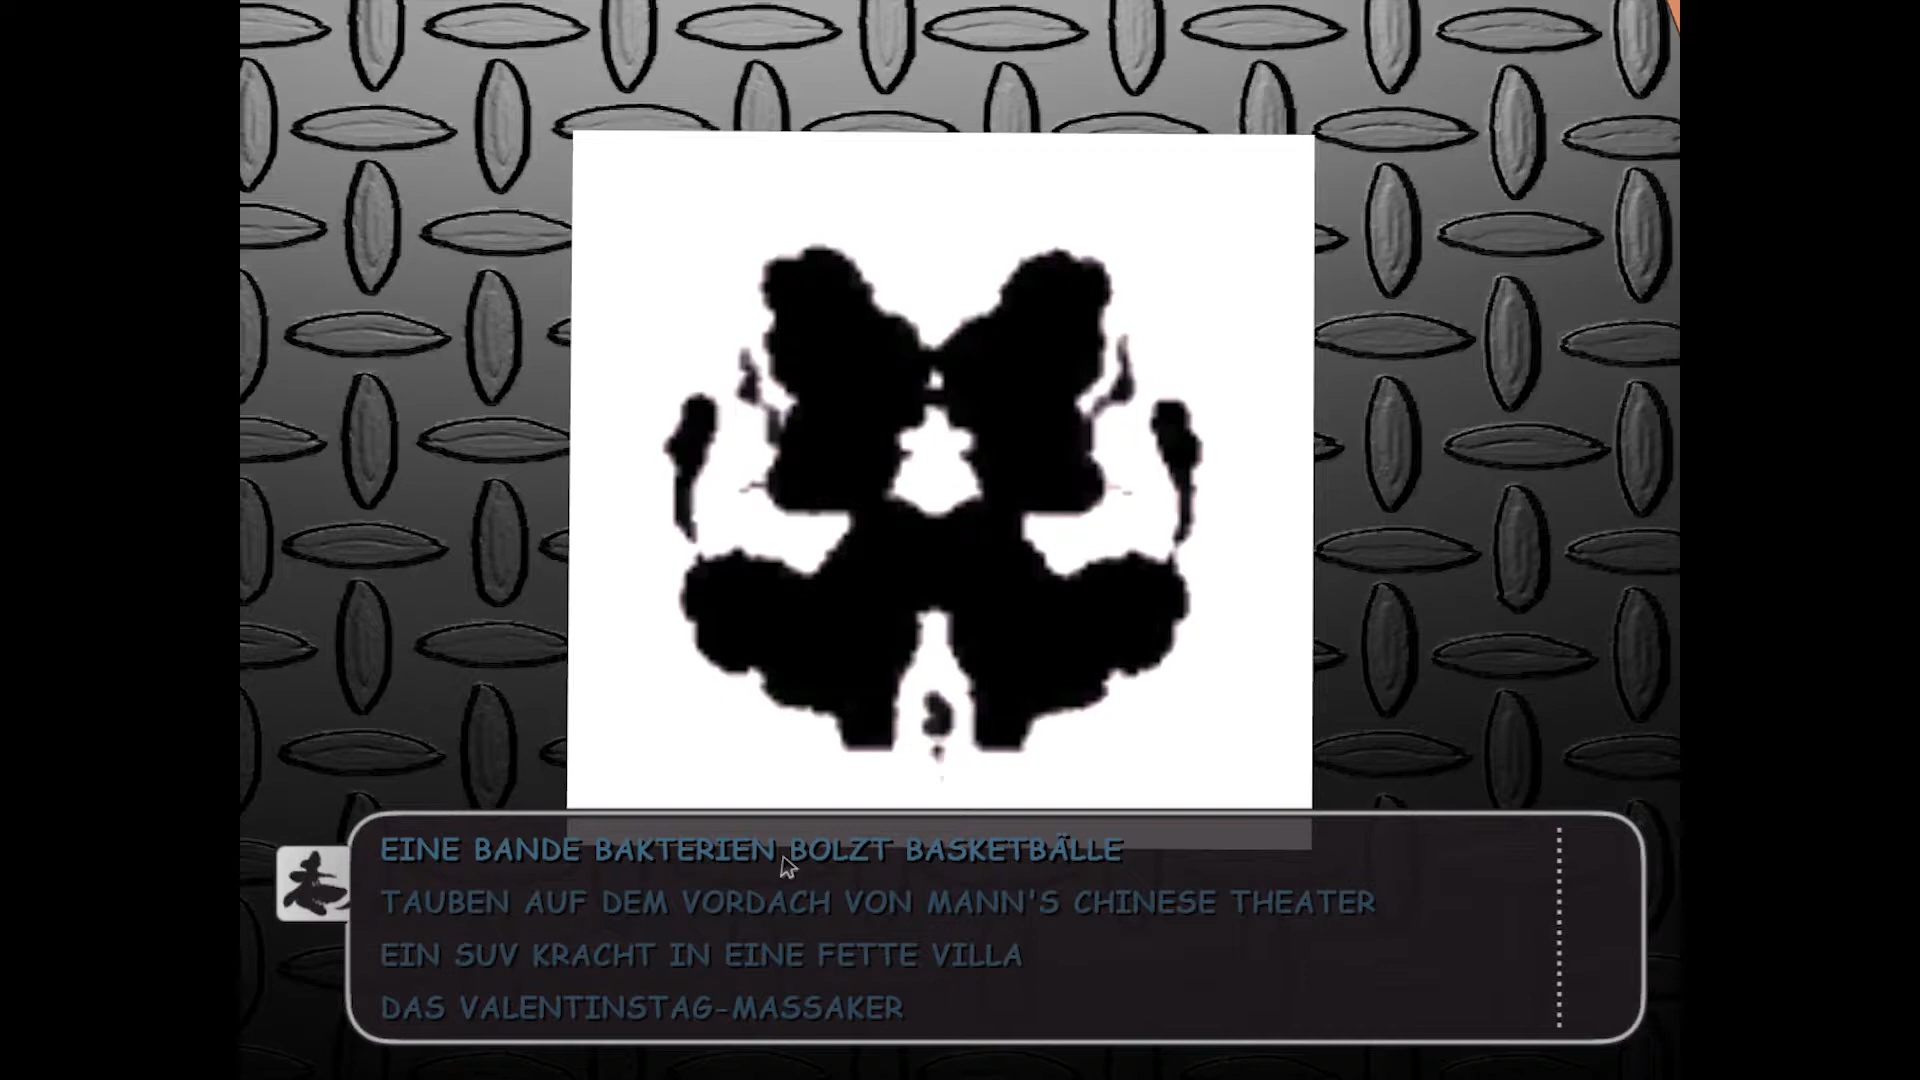 EINE BANDE BAKTERIEN BOLZT BASKETBÄLLE
TAUBEN AUF DEM VORDACH VON MANN'S CHINESE THEATER
EIN SUV KRACHT IN EINE FETTE VILLA
DAS VALENTINSTAG-MASSAKER